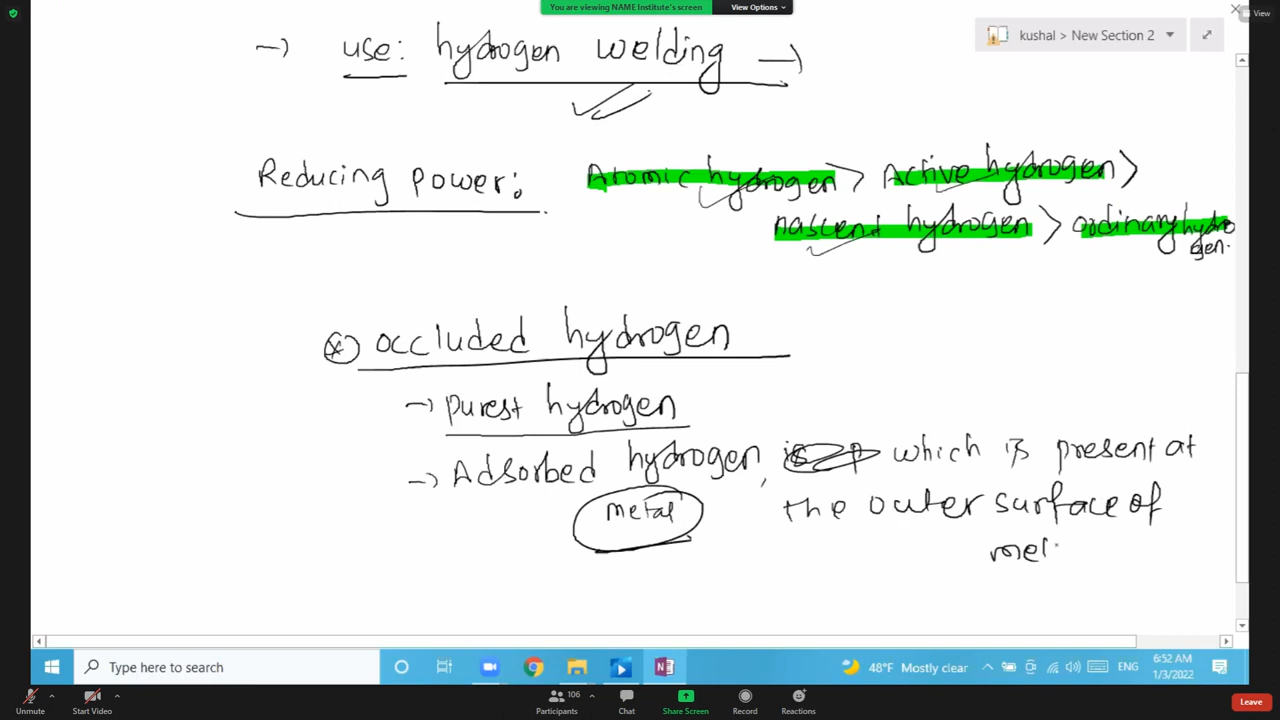 You are viewing NAME Institute's screen View Options
View
kushal > New Section 2
→ use: hydrogen welding →
Reducing power: Atomic hydrogen > Active hydrogen >
nascent hydrogen > ordinary hydro
gen.
* occluded hydrogen
→ purest hydrogen
→ Adsorbed hydrogen, which is present at
metal the outer surface of
met
Type here to search 48°F Mostly clear ENG 6:52 AM
1/3/2022
Unmute Start Video 106 Participants Chat Share Screen Record Reactions Leave